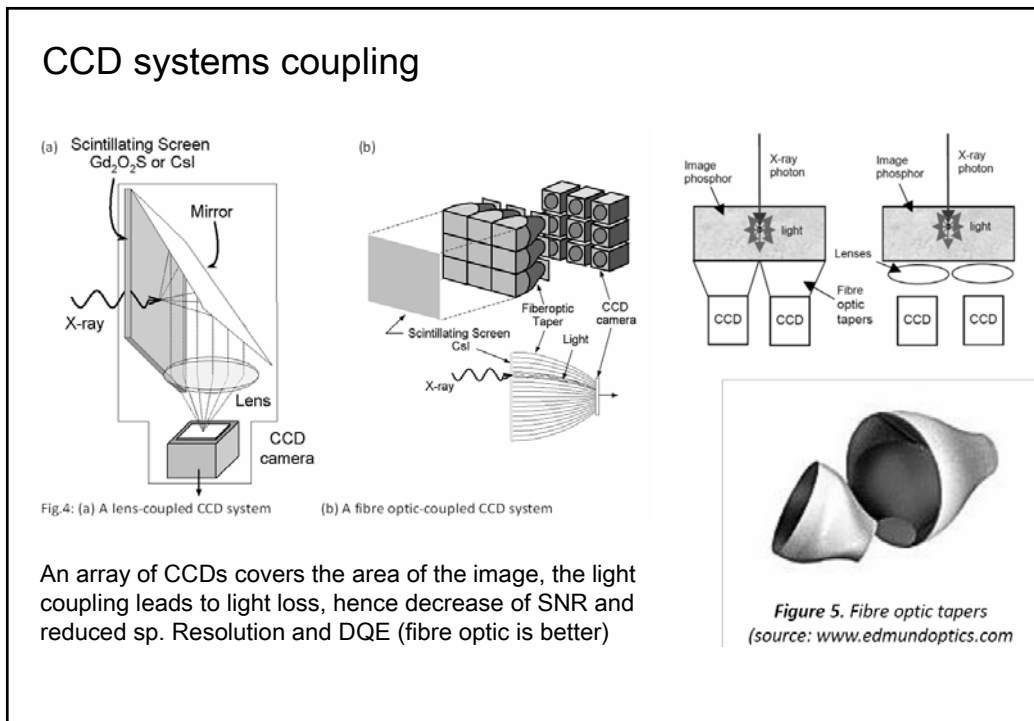 CCD systems coupling
(a)
Scintillating Screen
Gd2O2S or CsI
Mirror
X-ray
Lens
CCD
camera
Fig.4: (a) A lens-coupled CCD system
(b)
Fiberoptic
Taper
CCD
camera
Scintillating Screen
CsI
Light
X-ray
(b) A fibre optic-coupled CCD system
Image
phosphor
X-ray
photon
light
CCD
CCD
Image
phosphor
X-ray
photon
light
Lenses
Fibre
optic
tapers
CCD
CCD
Figure 5. Fibre optic tapers
(source: www.edmundoptics.com
An array of CCDs covers the area of the image, the light
coupling leads to light loss, hence decrease of SNR and
reduced sp. Resolution and DQE (fibre optic is better)